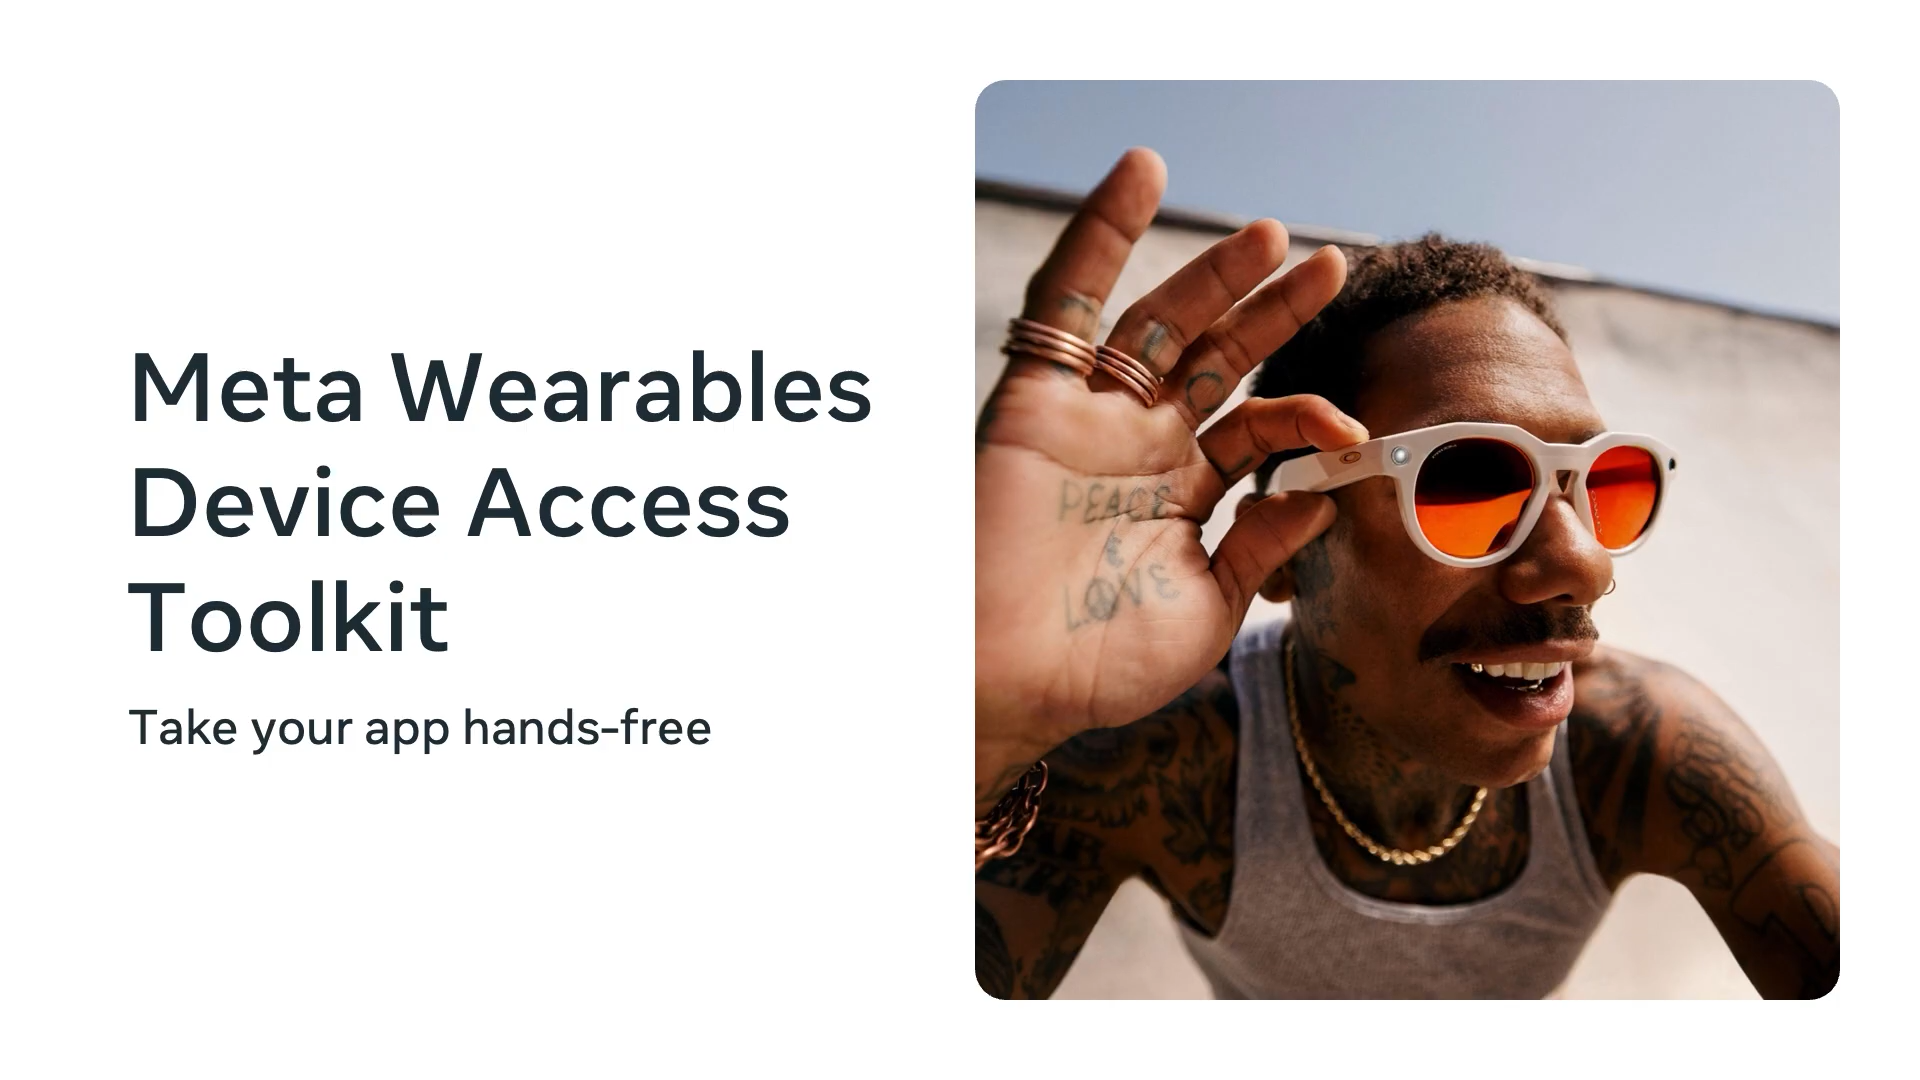 Meta Wearables
Device Access
Toolkit
Take your app hands-free
PEACE
&
LOVE